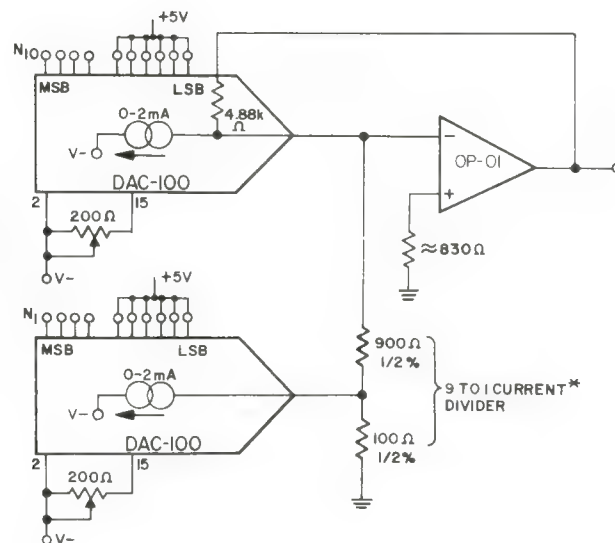 +5V
N10
MSB
LSB
4.88k
Ω
0-2mA
V-
DAC-100
2
15
200Ω
V-
OP-01
≈830Ω
+5V
N1
MSB
LSB
900Ω
1/2%
9 TO 1 CURRENT*
DIVIDER
0-2mA
V-
100Ω
1/2%
DAC-100
2
15
200Ω
V-